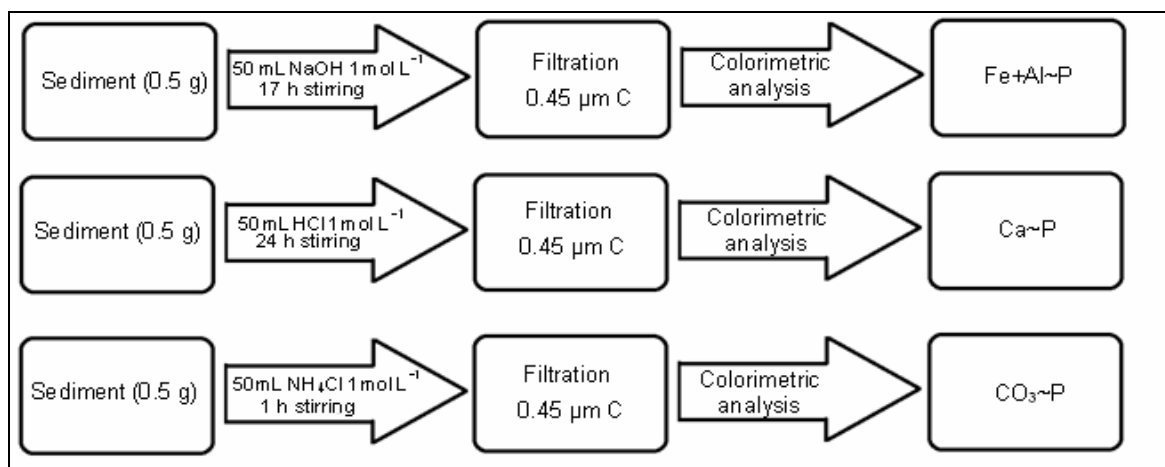 Sediment (0.5 g)
50 mL NaOH 1 mol L⁻¹
17 h stirring
Filtration
0.45 µm C
Colorimetric
analysis
Fe+Al~P
Sediment (0.5 g)
50 mL HCl 1 mol L⁻¹
24 h stirring
Filtration
0.45 µm C
Colorimetric
analysis
Ca~P
Sediment (0.5 g)
50mL NH₄Cl 1 mol L⁻¹
1 h stirring
Filtration
0.45 µm C
Colorimetric
analysis
CO₃~P